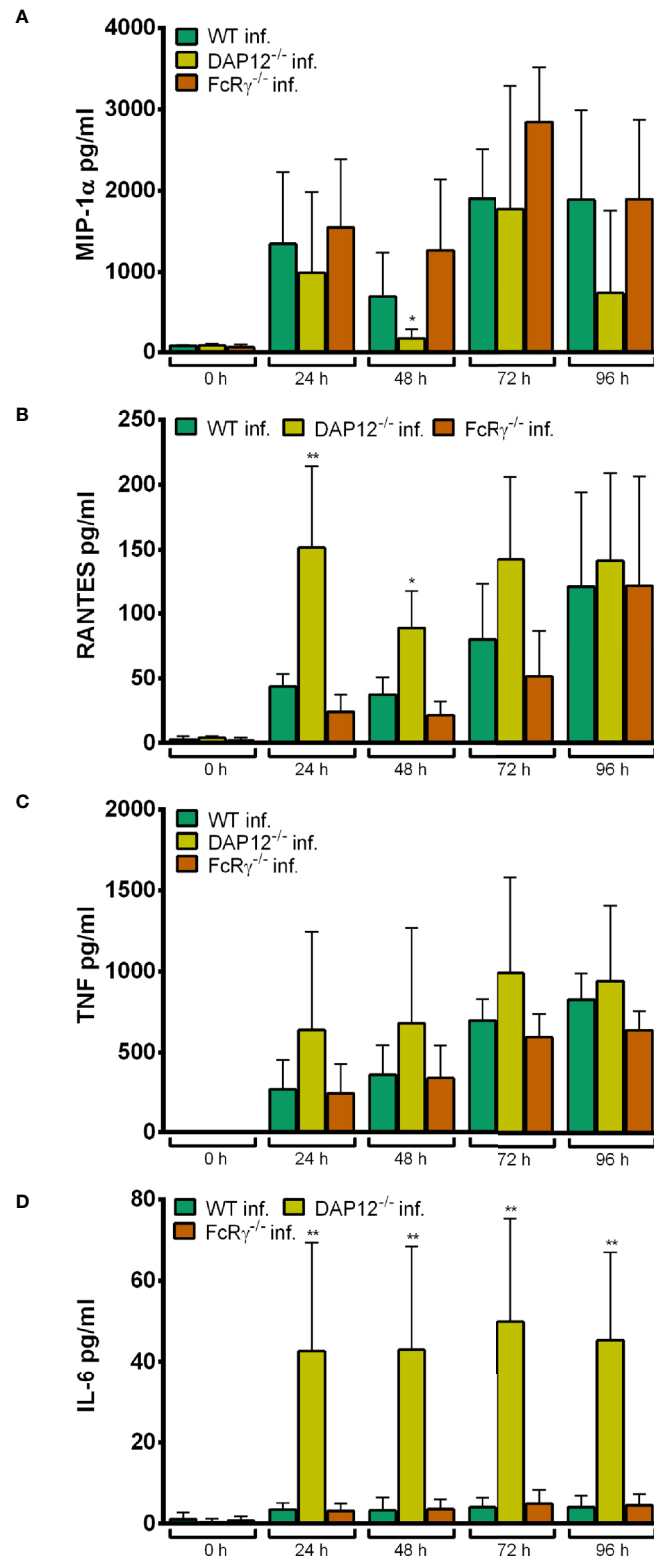 A
WT inf.
DAP12-/- inf.
FcRγ-/- inf.
MIP-1α pg/ml
4000
3000
2000
1000
0
*
0 h 24 h 48 h 72 h 96 h
B
WT inf. DAP12-/- inf. FcRγ-/- inf.
RANTES pg/ml
250
200
150
100
50
0
** *
0 h 24 h 48 h 72 h 96 h
C
WT inf.
DAP12-/- inf.
FcRγ-/- inf.
TNF pg/ml
2000
1500
1000
500
0
0 h 24 h 48 h 72 h 96 h
D
WT inf. DAP12-/- inf.
FcRγ-/- inf.
IL-6 pg/ml
80
60
40
20
0
** ** ** **
0 h 24 h 48 h 72 h 96 h